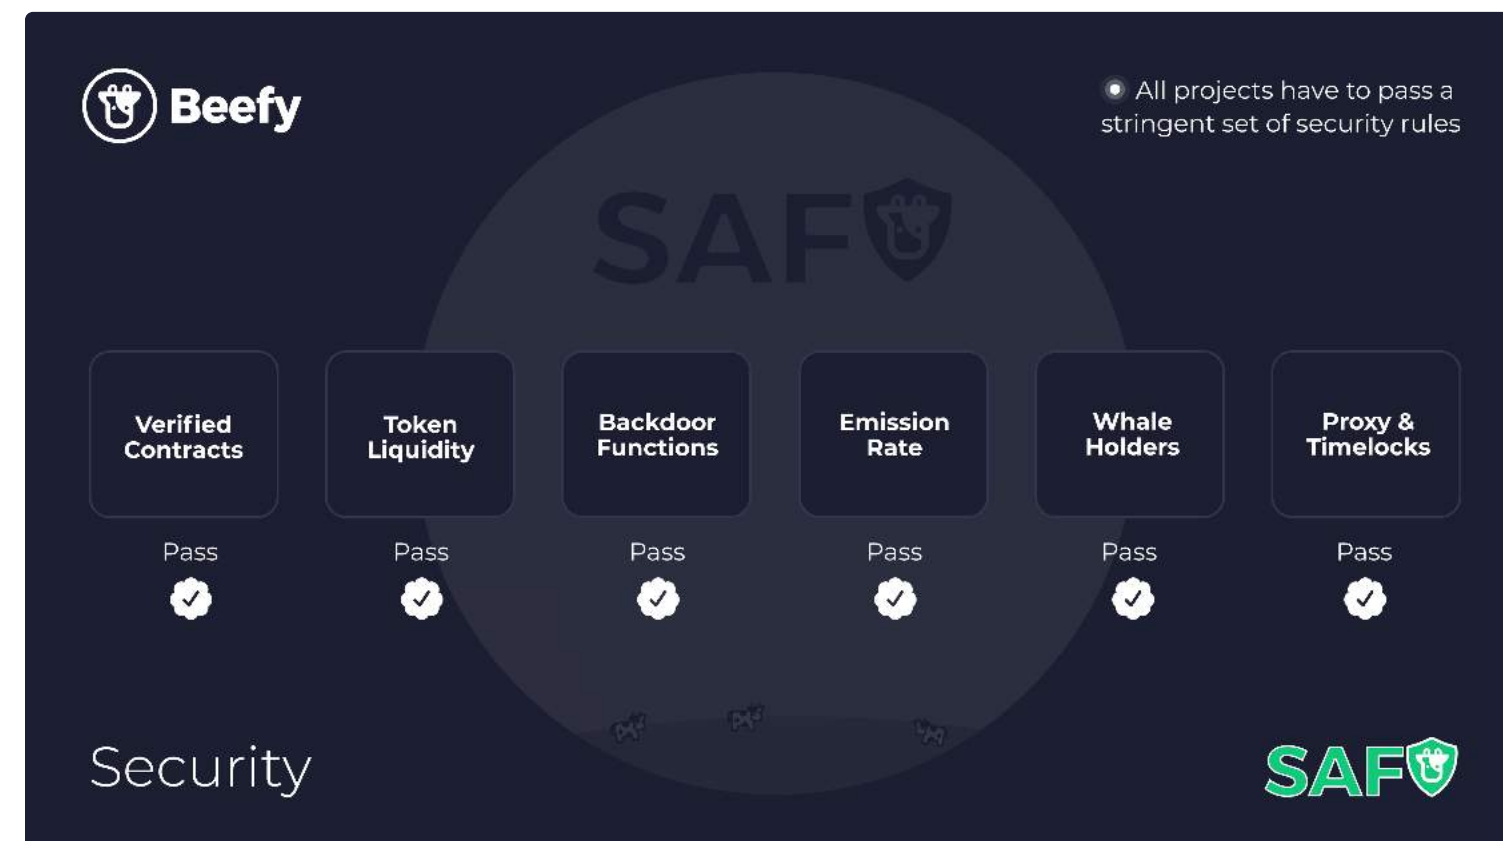 Beefy
All projects have to pass a
stringent set of security rules
SAF
Verified
Contracts
Token
Liquidity
Backdoor
Functions
Emission
Rate
Whale
Holders
Proxy &
Timelocks
Pass
Pass
Pass
Pass
Pass
Pass
Security
SAF